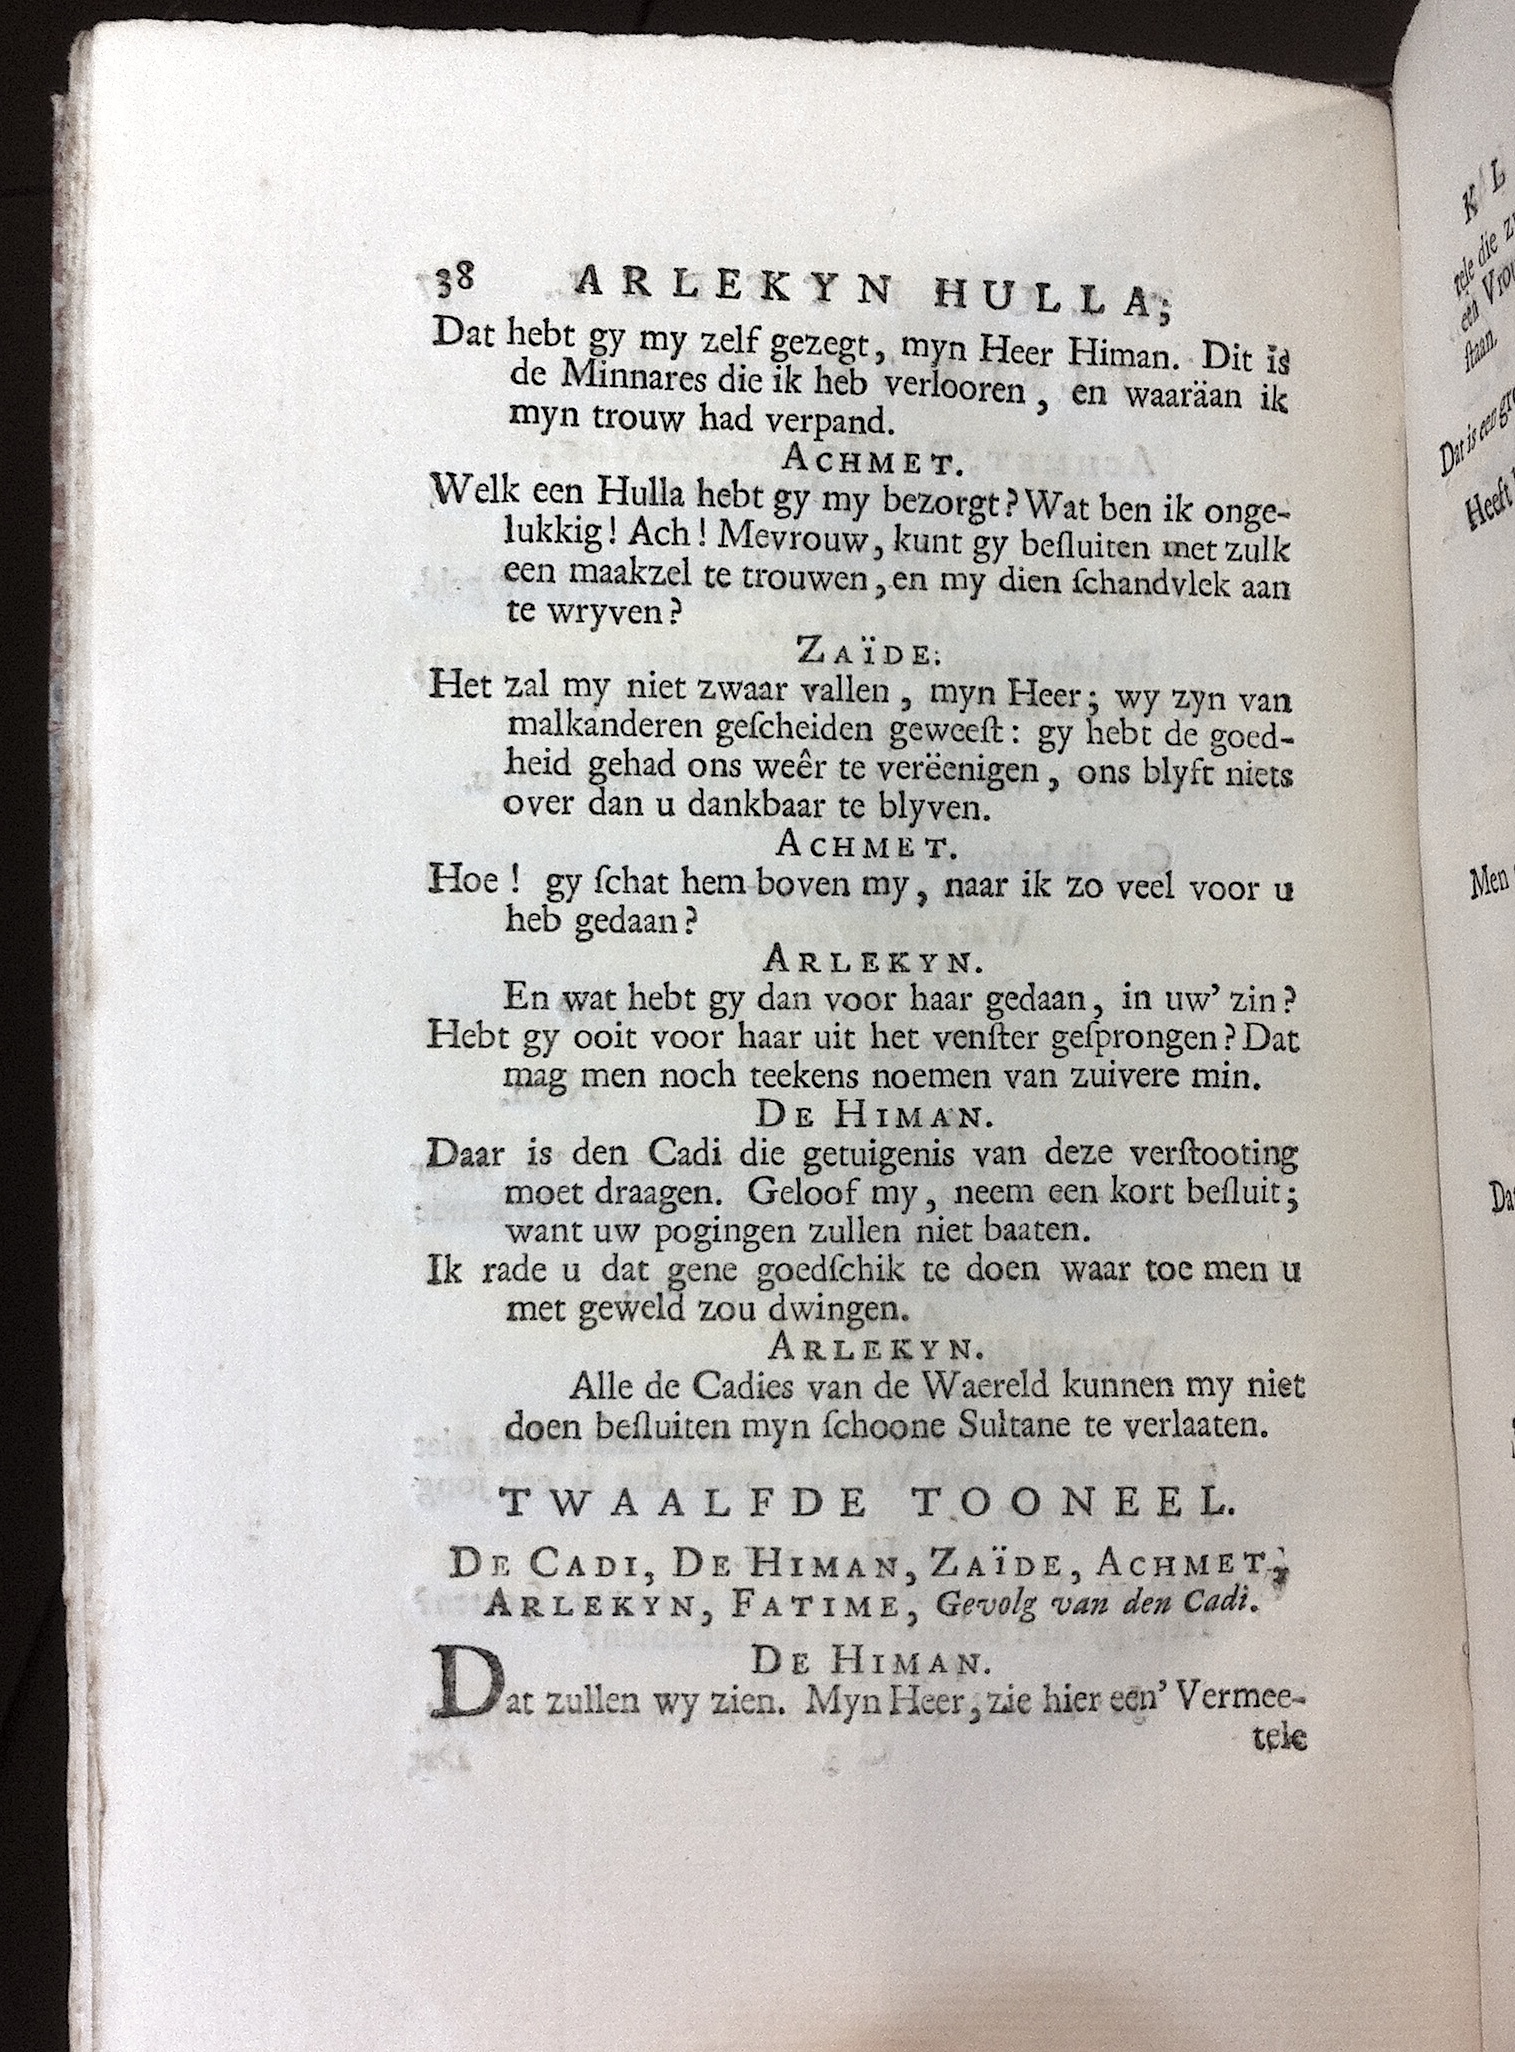 38 ARLEKYN HULLA;
Dat hebt gy my zelf gezegt, myn Heer Himan. Dit is
de Minnares die ik heb verlooren, en waaräan ik
myn trouw had verpand.
ACHMET.
Welk een Hulla hebt gy my bezorgt? Wat ben ik onge-
lukkig! Ach! Mevrouw, kunt gy beſluiten met zulk
een maakzel te trouwen, en my dien ſchandvlek aan
te wryven?
ZAÏDE.
Het zal my niet zwaar vallen, myn Heer; wy zyn van
malkanderen geſcheiden geweeſt: gy hebt de goed-
heid gehad ons weêr te verëenigen, ons blyft niets
over dan u dankbaar te blyven.
ACHMET.
Hoe! gy ſchat hem boven my, naar ik zo veel voor u
heb gedaan?
ARLEKYN.
En wat hebt gy dan voor haar gedaan, in uw' zin?
Hebt gy ooit voor haar uit het venſter geſprongen? Dat
mag men noch teekens noemen van zuivere min.
DE HIMAN.
Daar is den Cadi die getuigenis van deze verſtooting
moet draagen. Geloof my, neem een kort beſluit;
want uw pogingen zullen niet baaten.
Ik rade u dat gene goedſchik te doen waar toe men u
met geweld zou dwingen.
ARLEKYN.
Alle de Cadies van de Waereld kunnen my niet
doen beſluiten myn ſchoone Sultane te verlaaten.
TWAALFDE TOONEEL.
DE CADI, DE HIMAN, ZAÏDE, ACHMET,
ARLEKYN, FATIME, Gevolg van den Cadi.
DE HIMAN.
Dat zullen wy zien. Myn Heer, zie hier een' Vermee-
tele
K L
tele die
een
ſtaan.
Dat is een
Heeft
Men